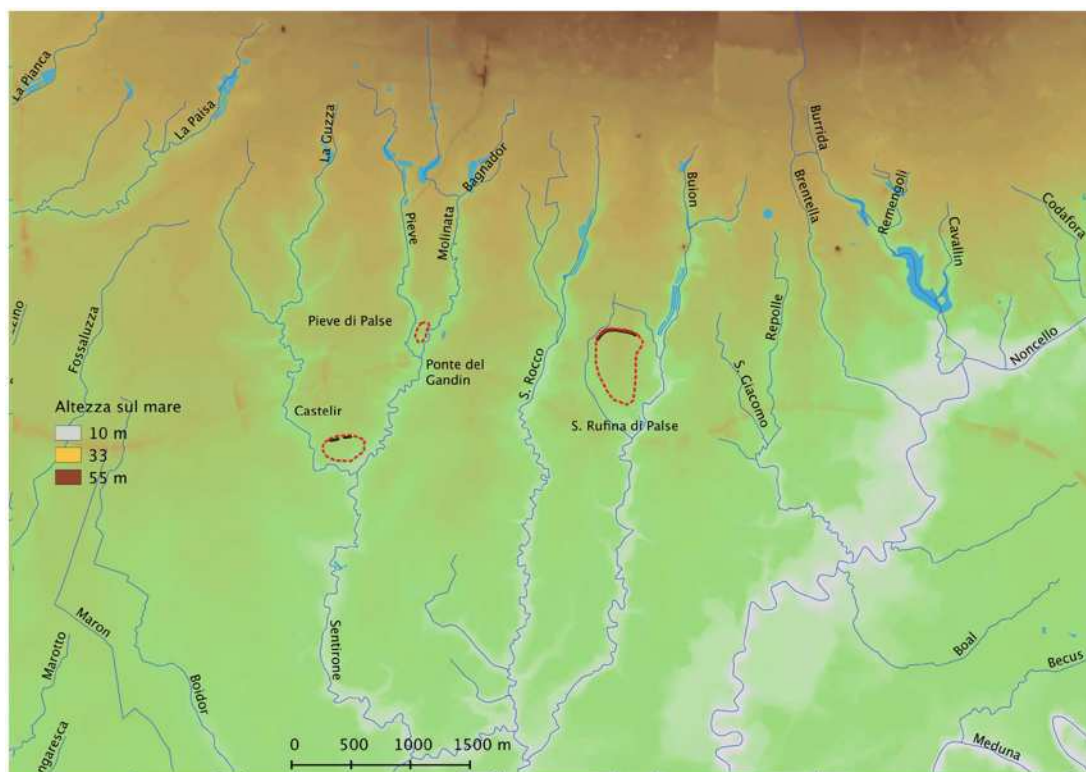 La Pianca
La Paisa
La Guzza
Pieve
Molinata
Bagnador
Buion
Burrida
Brentella
Remengoli
Cavallin
Codafora
Fossaluzza
Pieve di Palse
Ponte del
Gandin
S. Rocco
Repolle
S. Giacomo
Noncello
Altezza sul mare
10 m
33
55 m
Castelir
S. Rufina di Palse
Marotto
Maron
Boidor
Sentirone
Boal
Becus
Meduna
0 500 1000 1500 m